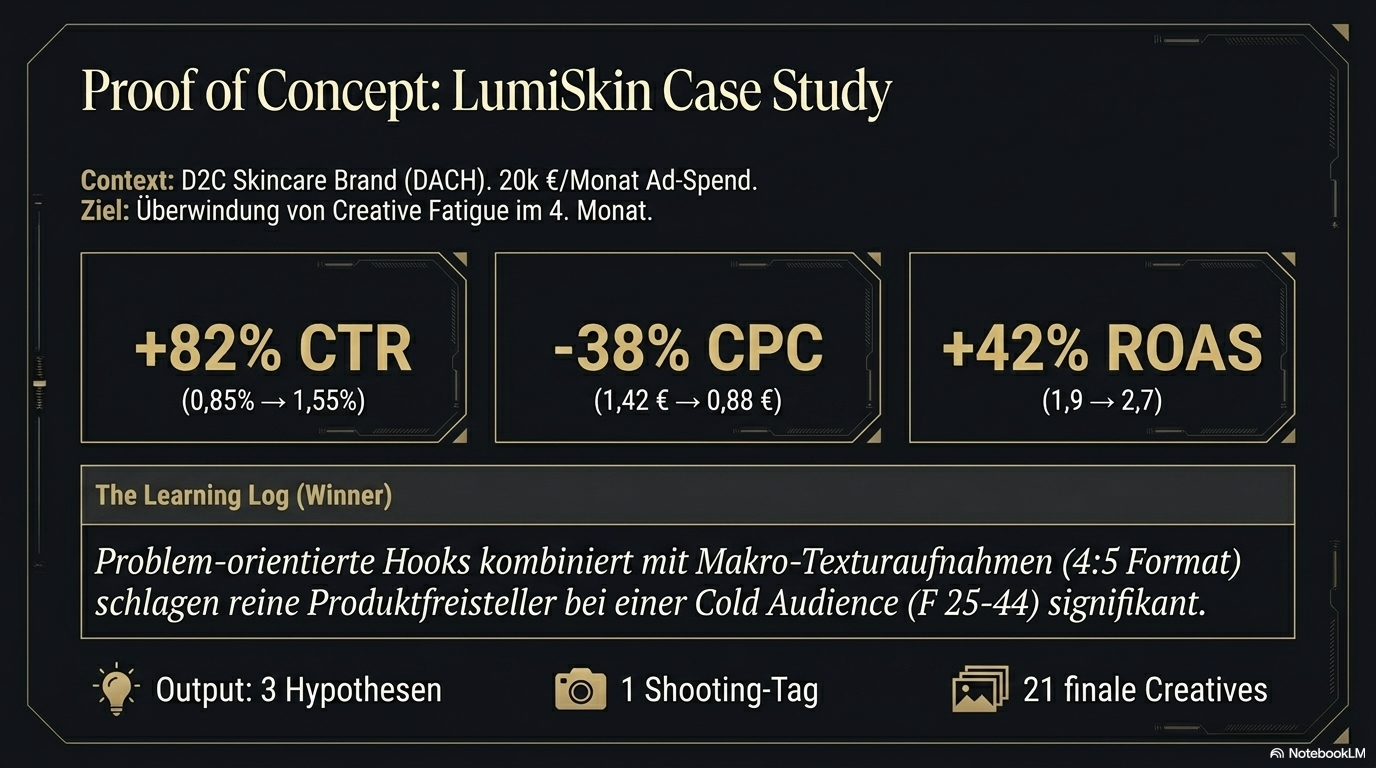 Proof of Concept: LumiSkin Case Study
Context: D2C Skincare Brand (DACH). 20k €/Monat Ad-Spend.
Ziel: Überwindung von Creative Fatigue im 4. Monat.
+82% CTR
(0,85% → 1,55%)
-38% CPC
(1,42 € → 0,88 €)
+42% ROAS
(1,9 → 2,7)
The Learning Log (Winner)
Problem-orientierte Hooks kombiniert mit Makro-Texturaufnahmen (4:5 Format)
schlagen reine Produktfreisteller bei einer Cold Audience (F 25-44) signifikant.
Output: 3 Hypothesen
1 Shooting-Tag
21 finale Creatives
NotebookLM